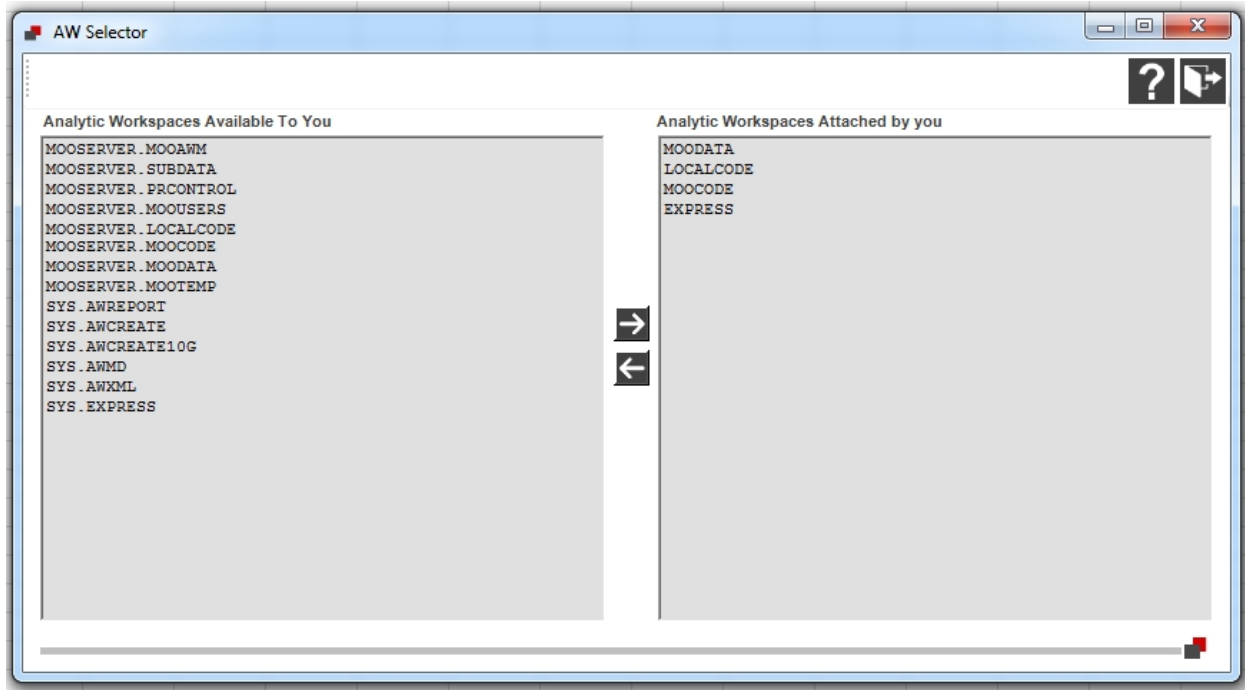 AW Selector
Analytic Workspaces Available To You
MOOSERVER.MOOAWM
MOOSERVER.SUBDATA
MOOSERVER.PRCONTROL
MOOSERVER.MOOUSERS
MOOSERVER.LOCALCODE
MOOSERVER.MOOCODE
MOOSERVER.MOODATA
MOOSERVER.MOOTEMP
SYS.AWREPORT
SYS.AWCREATE
SYS.AWCREATE10G
SYS.AWMD
SYS.AWXML
SYS.EXPRESS
Analytic Workspaces Attached by you
MOODATA
LOCALCODE
MOOCODE
EXPRESS